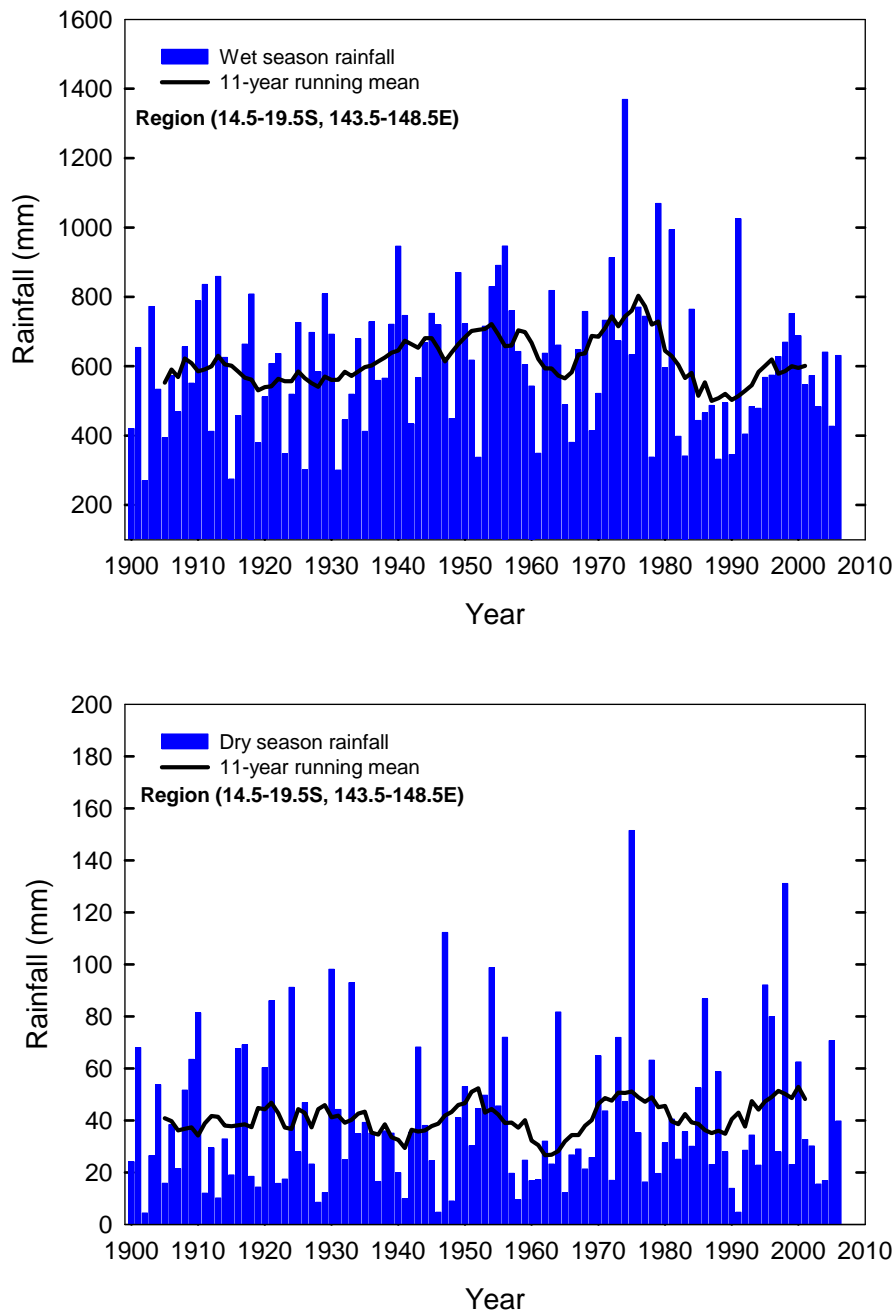 1600
1400
1200
1000
800
600
400
200
Rainfall (mm)
Wet season rainfall
11-year running mean
Region (14.5-19.5S, 143.5-148.5E)
1900 1910 1920 1930 1940 1950 1960 1970 1980 1990 2000 2010
Year
200
180
160
140
120
100
80
60
40
20
0
Rainfall (mm)
Dry season rainfall
11-year running mean
Region (14.5-19.5S, 143.5-148.5E)
1900 1910 1920 1930 1940 1950 1960 1970 1980 1990 2000 2010
Year